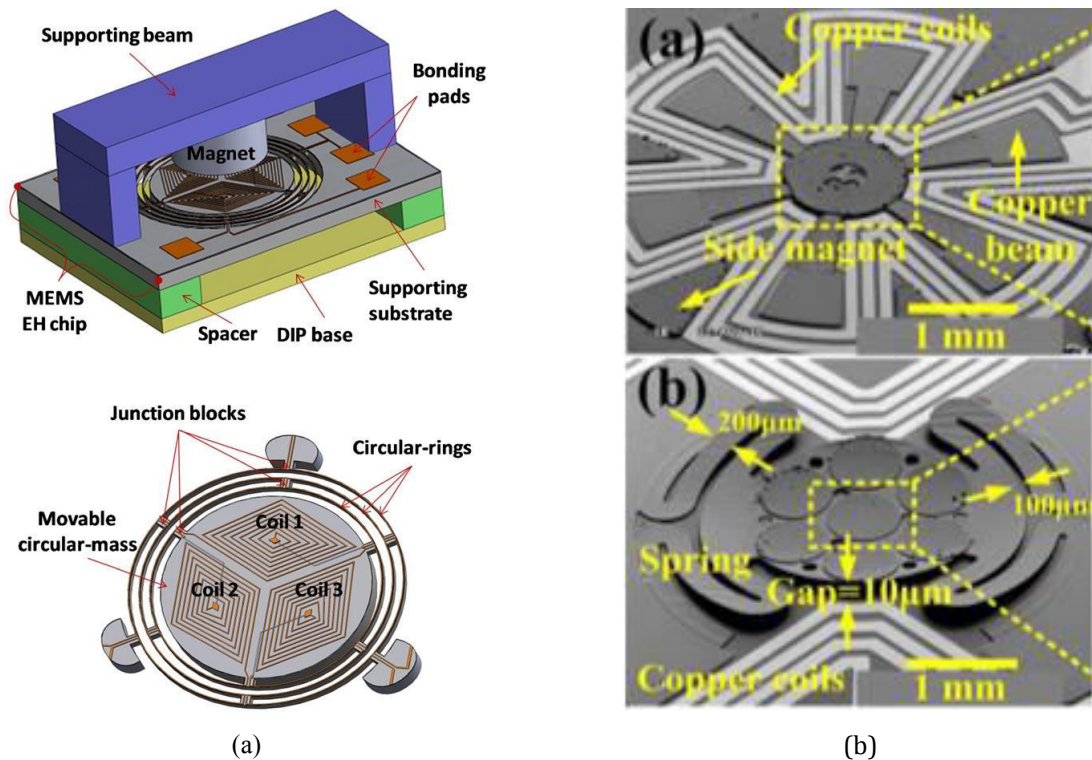 Supporting beam
Bonding
pads
Magnet
MEMS
EH chip
Spacer
DIP base
Supporting
substrate
Junction blocks
Circular-rings
Movable
circular-mass
Coil 1
Coil 2
Coil 3
(a)
(a)
Copper coils
Copper
beam
Side magnet
1 mm
(b)
200μm
100μm
Spring
Gap=10μm
Copper coils
1 mm
(b)